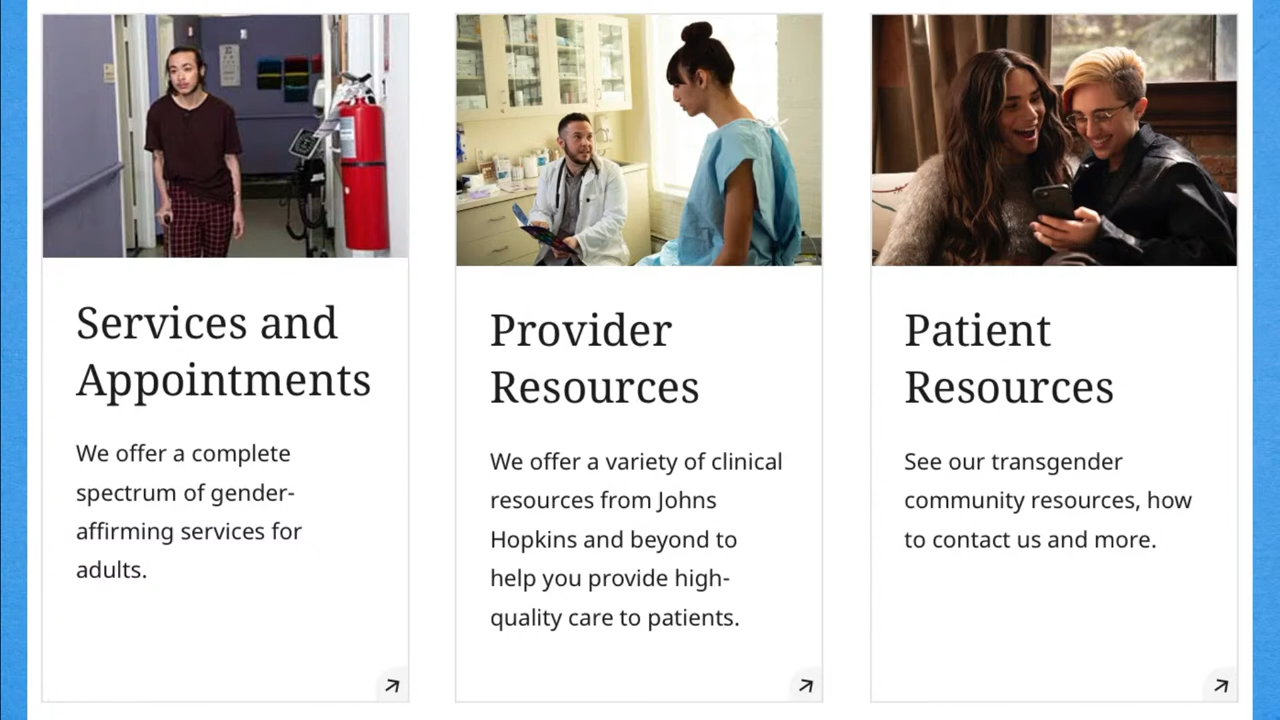 Services and
Appointments
We offer a complete
spectrum of gender-
affirming services for
adults.
Provider
Resources
We offer a variety of clinical
resources from Johns
Hopkins and beyond to
help you provide high-
quality care to patients.
Patient
Resources
See our transgender
community resources, how
to contact us and more.